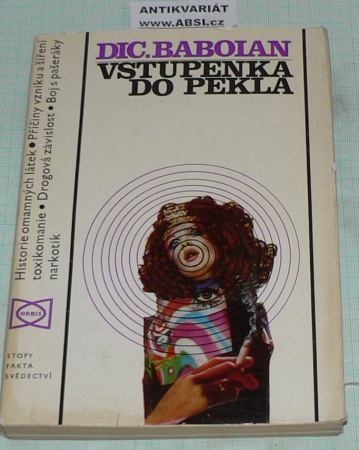 ANTIKVARIÁT
www.ABSI.cz
DIC. BABOIAN
VSTUPENKA
DO PEKLA
Historie omamných látek • Příčiny vzniku a šíření
toxikomanie • Drogová závislost • Boj s pašeráky
narkotik
ORBIS
STOPY
FAKTA
SVĚDECTVÍ